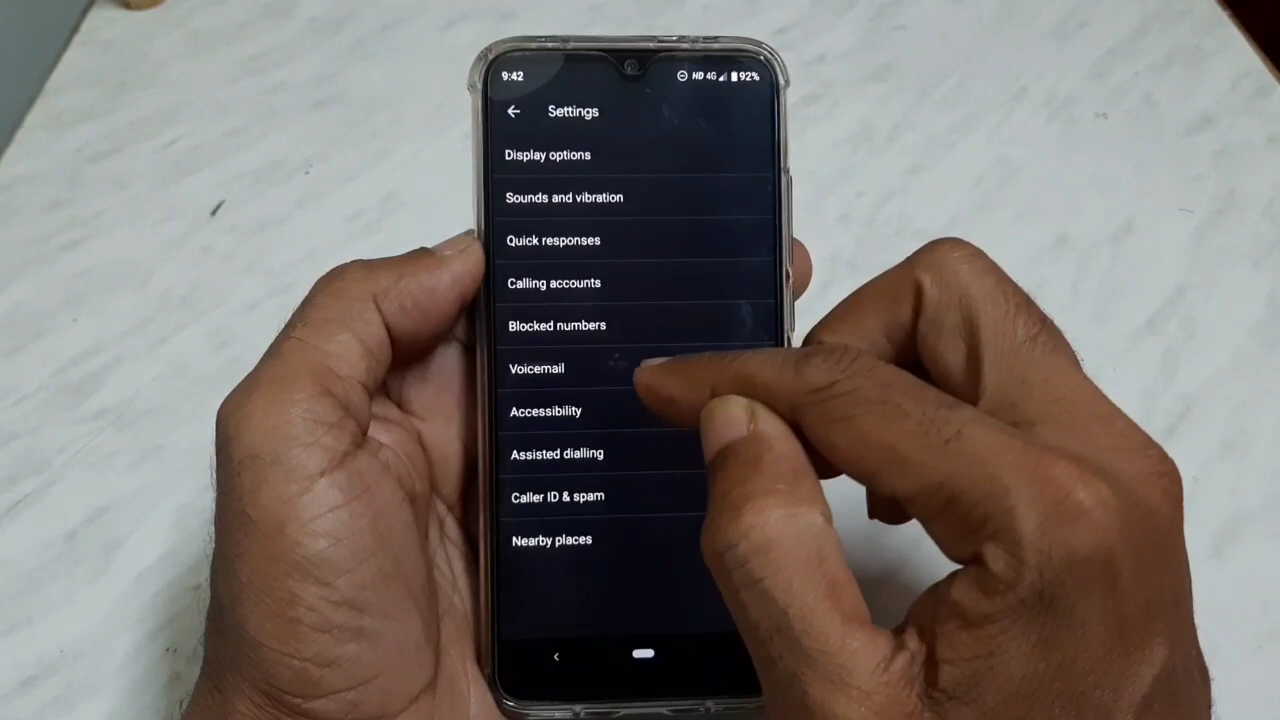 9:42 HD 4G 92%
Settings
Display options
Sounds and vibration
Quick responses
Calling accounts
Blocked numbers
Voicemail
Accessibility
Assisted dialling
Caller ID & spam
Nearby places